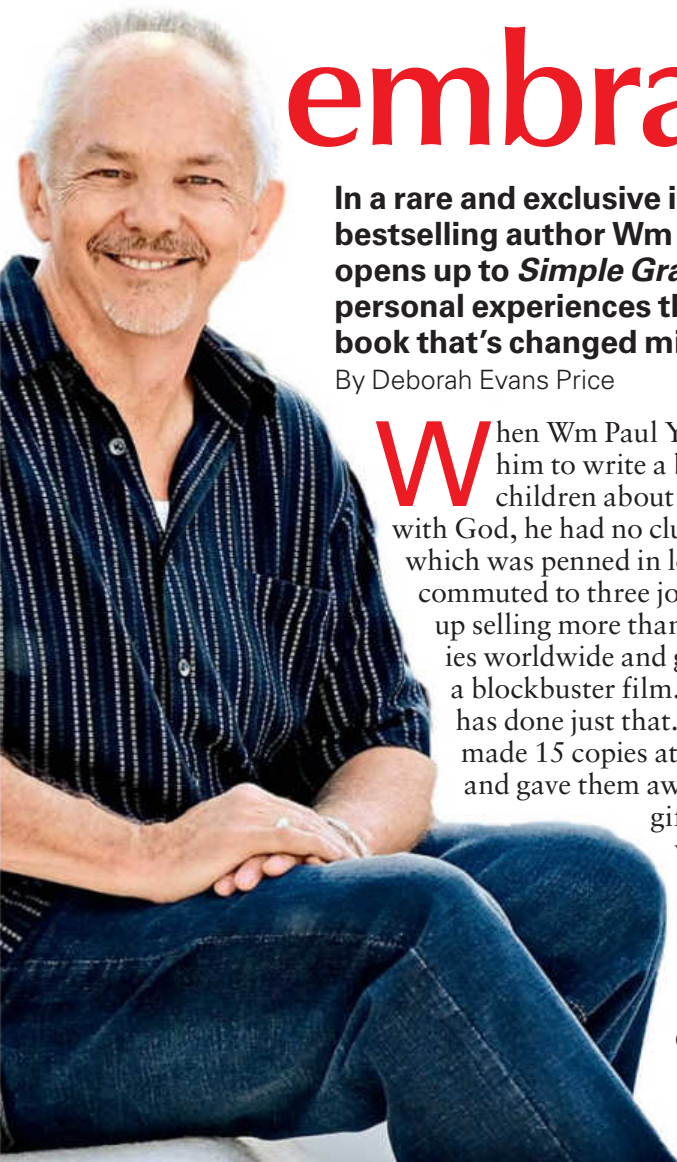 embra
In a rare and exclusive i
bestselling author Wm
opens up to Simple Gra
personal experiences th
book that’s changed mi
By Deborah Evans Price
When Wm Paul Y
him to write a b
children about
with God, he had no clu
which was penned in lo
commuted to three jo
up selling more than
ies worldwide and g
a blockbuster film.
has done just that.
made 15 copies at
and gave them aw
gif